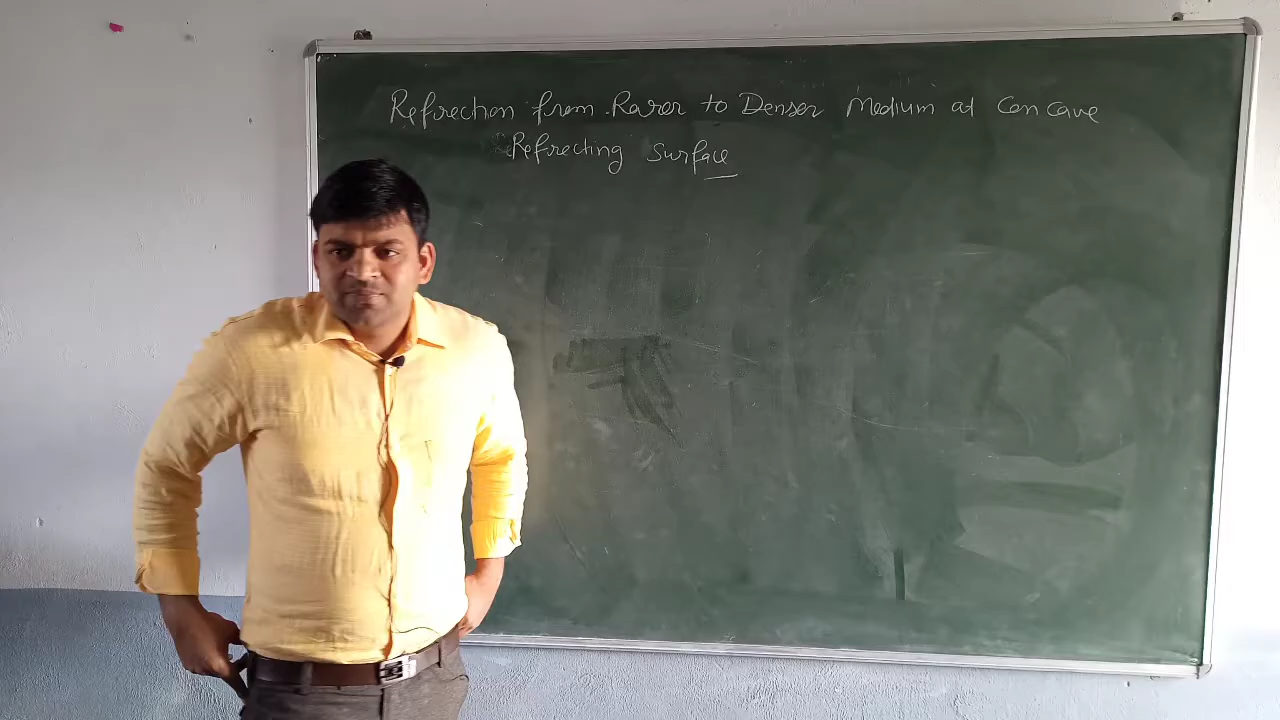 Refraction from Rarer to Denser Medium at Concave
Refracting Surface